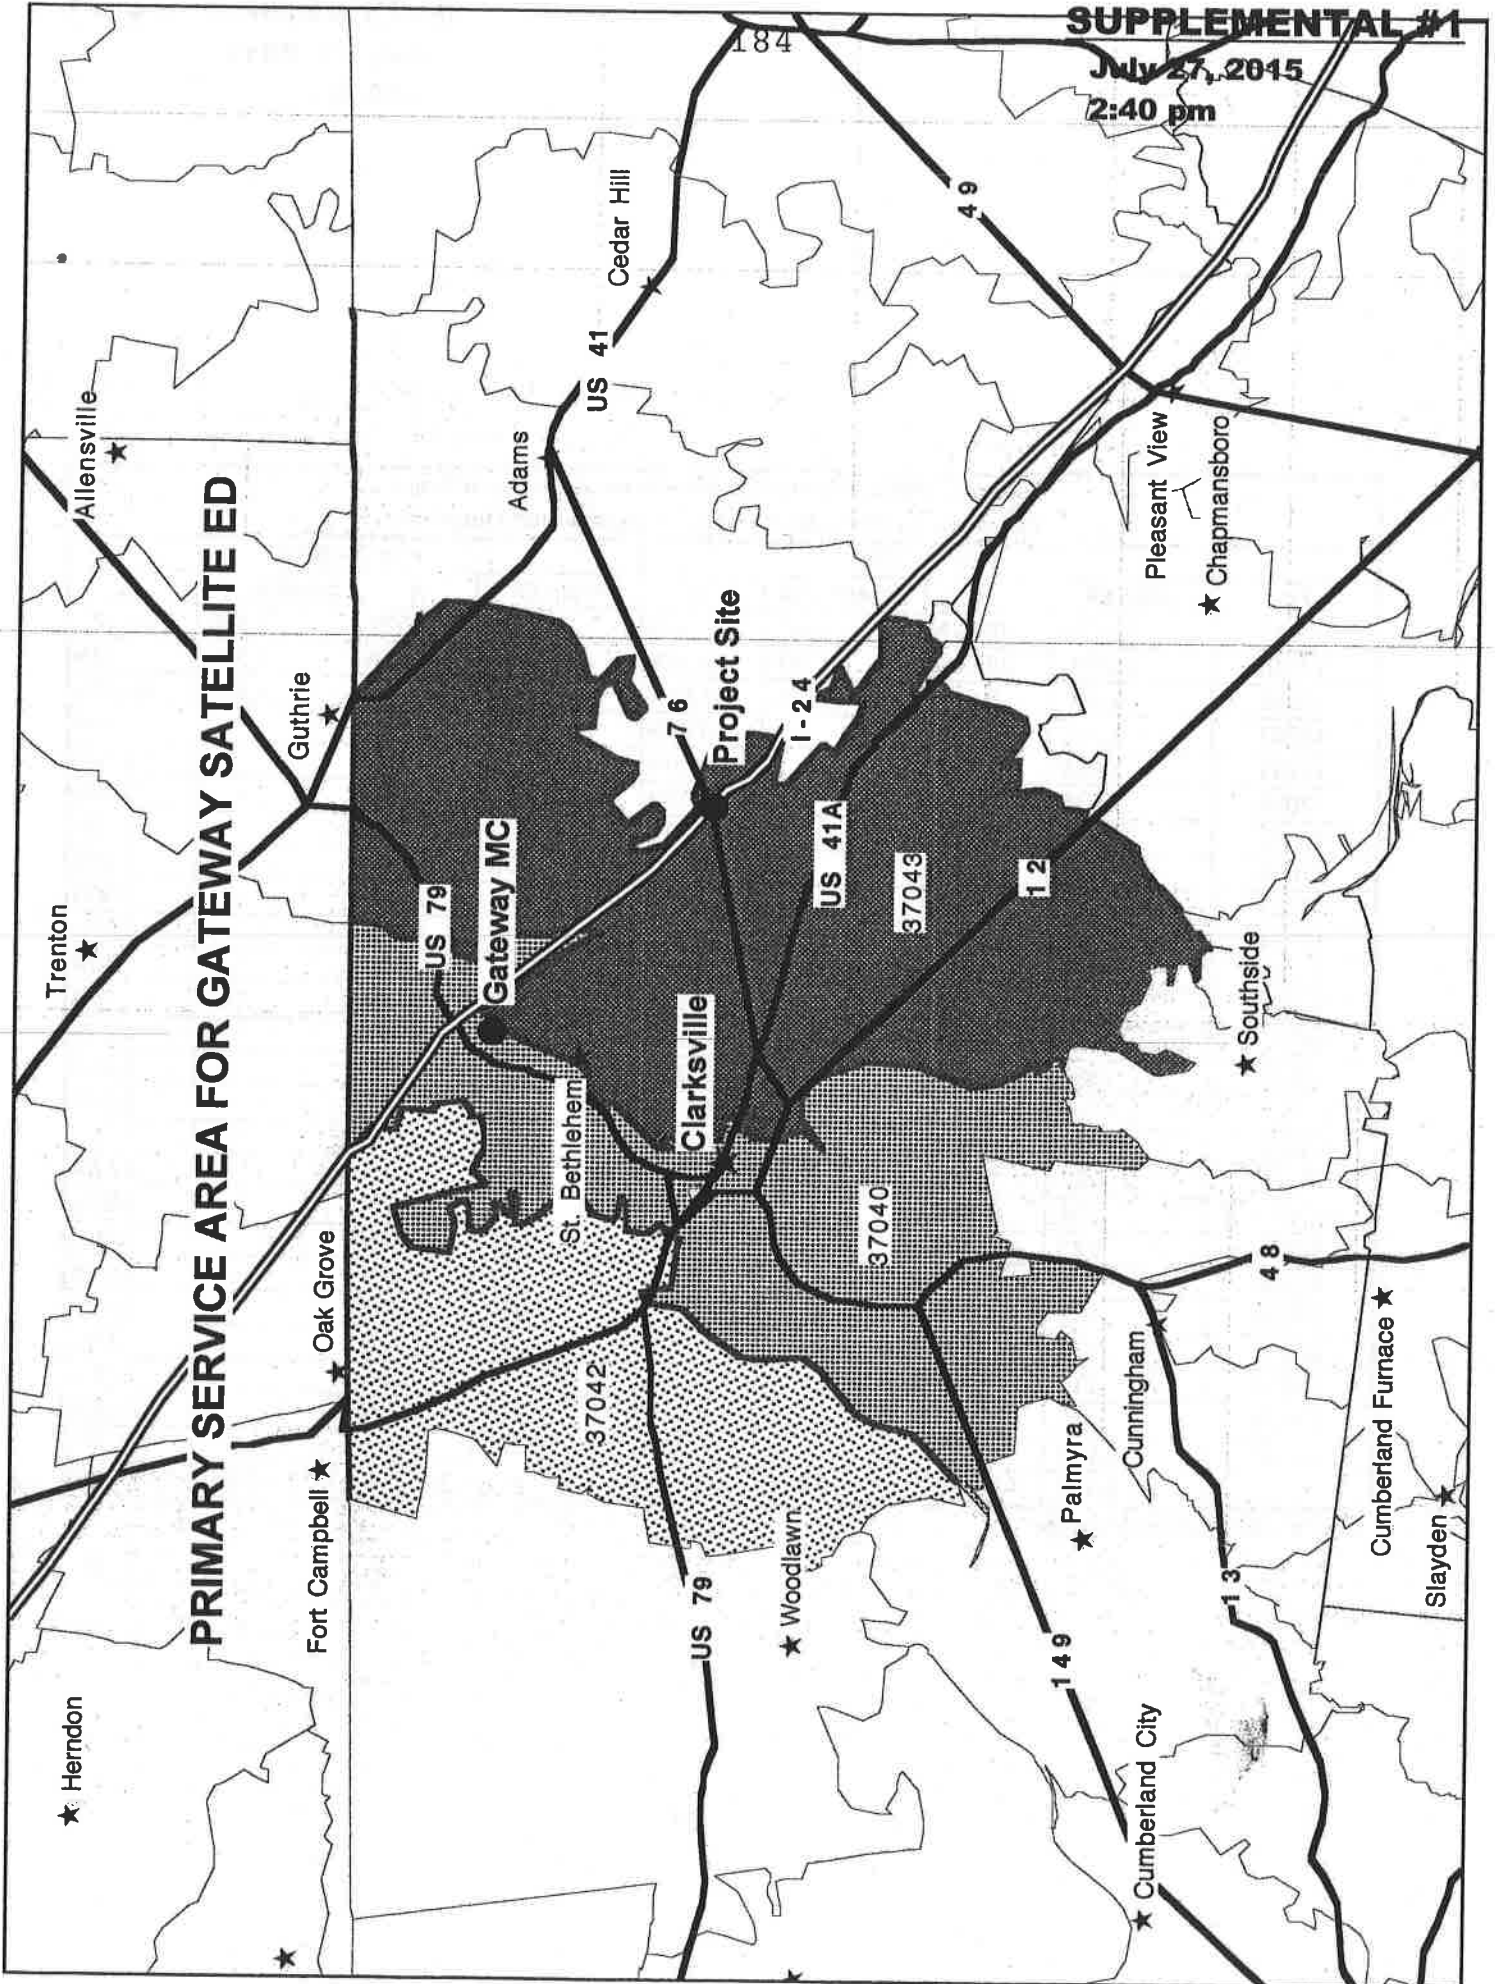 SUPPLEMENTAL #1
July 27, 2015
2:40 pm
184
PRIMARY SERVICE AREA FOR GATEWAY SATELLITE ED
Herndon
Trenton
Allensville
Fort Campbell
Oak Grove
Guthrie
US 79
Gateway MC
Adams
US 41
Cedar Hill
37042
St. Bethlehem
76
Project Site
US 79
Clarksville
I-24
Woodlawn
US 41A
37040
37043
49
149
12
Palmyra
Cunningham
Pleasant View
Cumberland City
Chapmansboro
13
48
Southside
Cumberland Furnace
Slayden